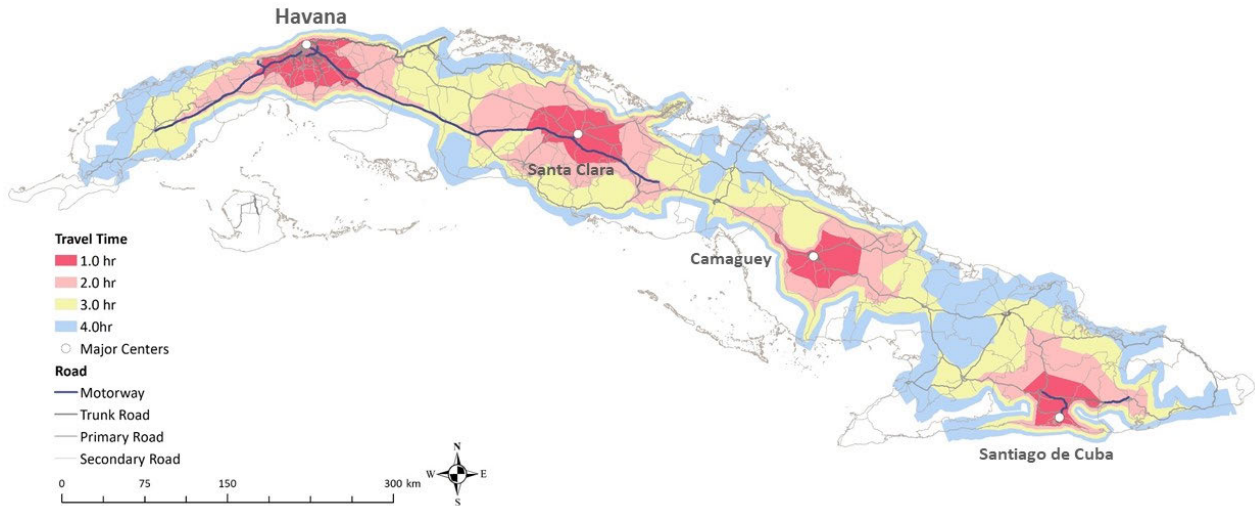 Havana
Santa Clara
Camaguey
Santiago de Cuba
Travel Time
1.0 hr
2.0 hr
3.0 hr
4.0hr
Major Centers
Road
Motorway
Trunk Road
Primary Road
Secondary Road
N
W E
S
0 75 150 300 km